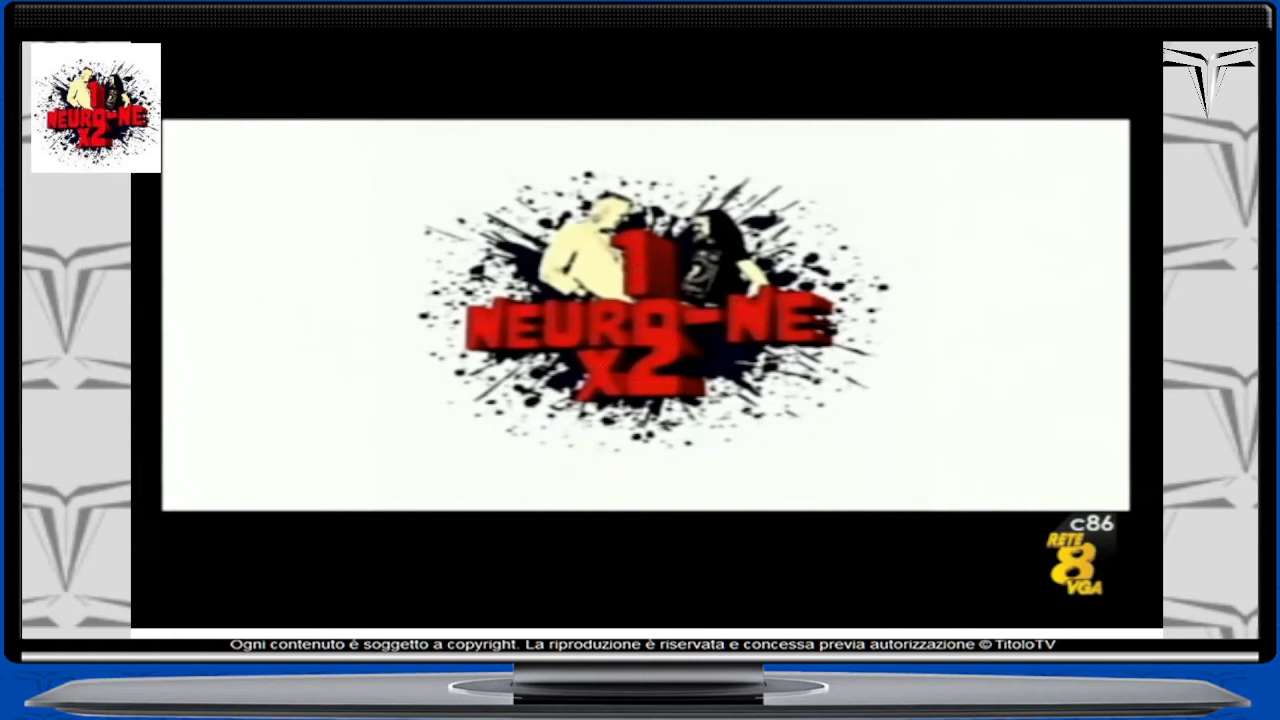 1
NEURO-NE
X2
1
NEURO-NE
X2
c86
RETE
8
VGA
Ogni contenuto è soggetto a copyright. La riproduzione è riservata e concessa previa autorizzazione © TitoloTV